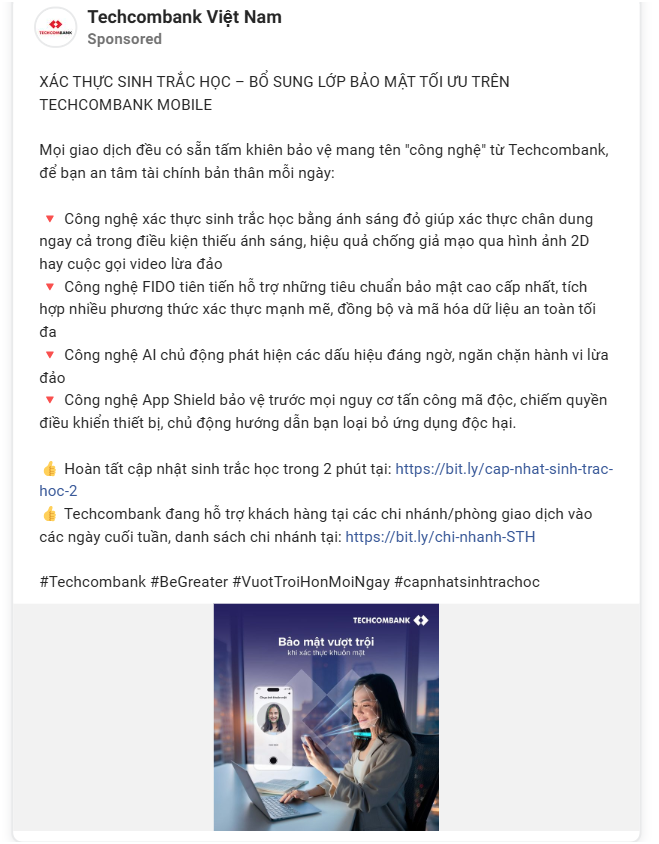 Techcombank Việt Nam
TECHCOMBANK
Sponsored
XÁC THỰC SINH TRẮC HỌC – BỔ SUNG LỚP BẢO MẬT TỐI ƯU TRÊN
TECHCOMBANK MOBILE
Mọi giao dịch đều có sẵn tấm khiên bảo vệ mang tên "công nghệ" từ Techcombank,
để bạn an tâm tài chính bản thân mỗi ngày:
🔻 Công nghệ xác thực sinh trắc học bằng ánh sáng đỏ giúp xác thực chân dung
ngay cả trong điều kiện thiếu ánh sáng, hiệu quả chống giả mạo qua hình ảnh 2D
hay cuộc gọi video lừa đảo
🔻 Công nghệ FIDO tiên tiến hỗ trợ những tiêu chuẩn bảo mật cao cấp nhất, tích
hợp nhiều phương thức xác thực mạnh mẽ, đồng bộ và mã hóa dữ liệu an toàn tối
đa
🔻 Công nghệ AI chủ động phát hiện các dấu hiệu đáng ngờ, ngăn chặn hành vi lừa
đảo
🔻 Công nghệ App Shield bảo vệ trước mọi nguy cơ tấn công mã độc, chiếm quyền
điều khiển thiết bị, chủ động hướng dẫn bạn loại bỏ ứng dụng độc hại.
👍 Hoàn tất cập nhật sinh trắc học trong 2 phút tại: https://bit.ly/cap-nhat-sinh-trac-
hoc-2
👍 Techcombank đang hỗ trợ khách hàng tại các chi nhánh/phòng giao dịch vào
các ngày cuối tuần, danh sách chi nhánh tại: https://bit.ly/chi-nhanh-STH
#Techcombank #BeGreater #VuotTroiHonMoiNgay #capnhatsinhtrachoc
TECHCOMBANK
Bảo mật vượt trội
khi xác thực khuôn mặt